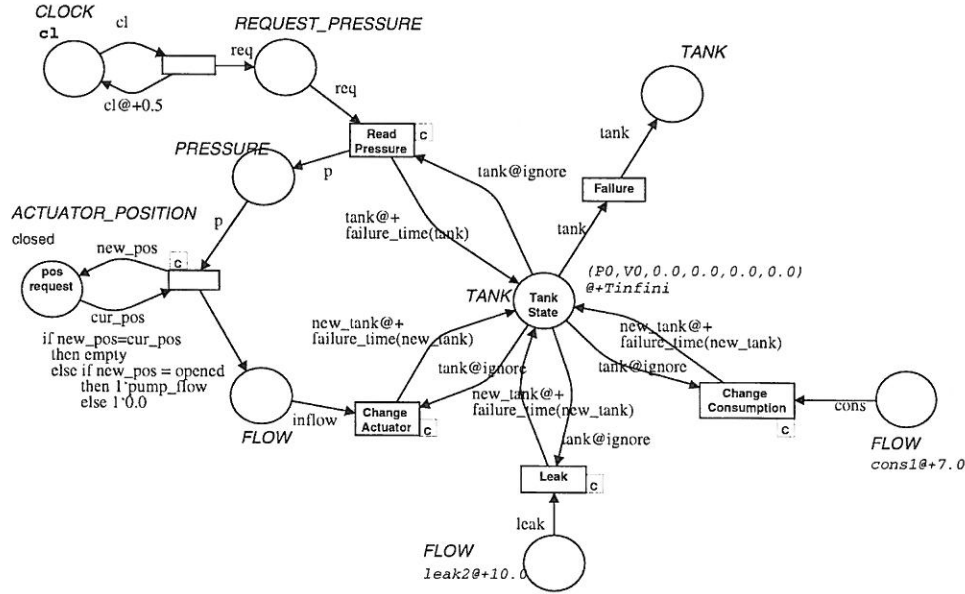 CLOCK
cl
cl
REQUEST_PRESSURE
req
cl@+0.5
req
TANK
tank
Read
Pressure
c
PRESSURE
p
tank@ignore
Failure
tank
ACTUATOR_POSITION
closed
p
new_pos
c
tank@+
failure_time(tank)
pos
request
cur_pos
TANK
Tank
State
(P0,V0,0.0,0.0,0.0,0.0)
@+Tinfini
if new_pos=cur_pos
then empty
else if new_pos = opened
then 1`pump_flow
else 1`0.0
new_tank@+
failure_time(new_tank)
new_tank@+
failure_time(new_tank)
tank@ignore
tank@ignore
new_tank@+
failure_time(new_tank)
FLOW
inflow
Change
Actuator
c
Change
Consumption
c
cons
FLOW
cons1@+7.0
tank@ignore
Leak
c
leak
FLOW
leak2@+10.0